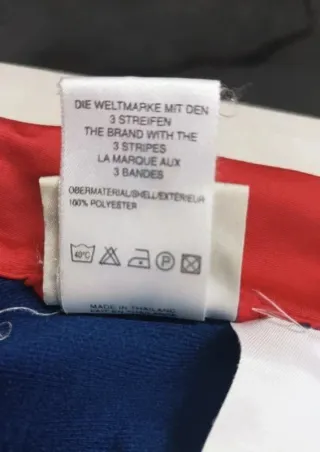 DIE WELTMARKE MIT DEN
3 STREIFEN
THE BRAND WITH THE
3 STRIPES
LA MARQUE AUX
3 BANDES
OBERMATERIAL/SHELL/EXTÉRIEUR
100% POLYESTER
40°C P
MADE IN THAILAND